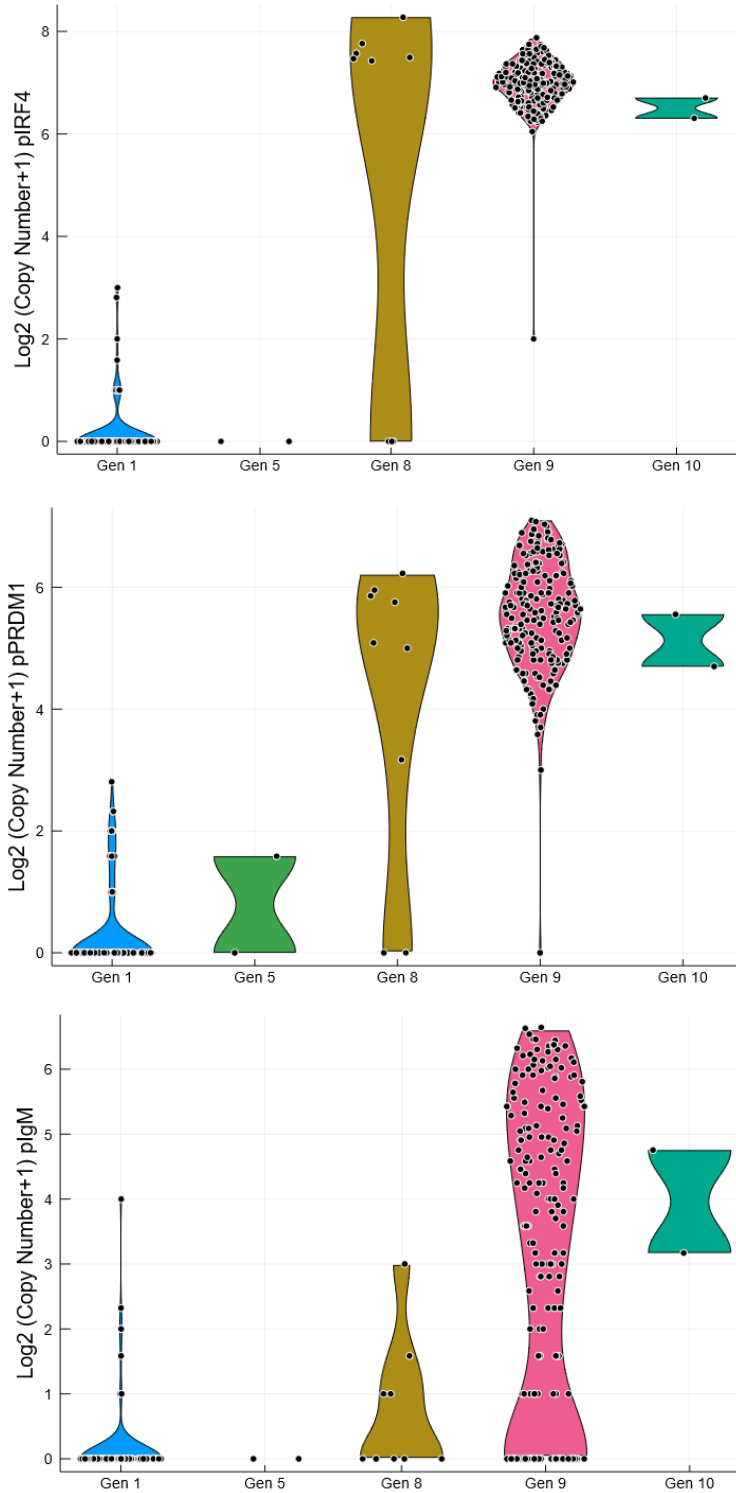 Log2 (Copy Number+1) pIRF4
8
6
4
2
0
Gen 1 Gen 5 Gen 8 Gen 9 Gen 10
Log2 (Copy Number+1) pPRDM1
6
4
2
0
Gen 1 Gen 5 Gen 8 Gen 9 Gen 10
Log2 (Copy Number+1) pIgM
6
5
4
3
2
1
0
Gen 1 Gen 5 Gen 8 Gen 9 Gen 10